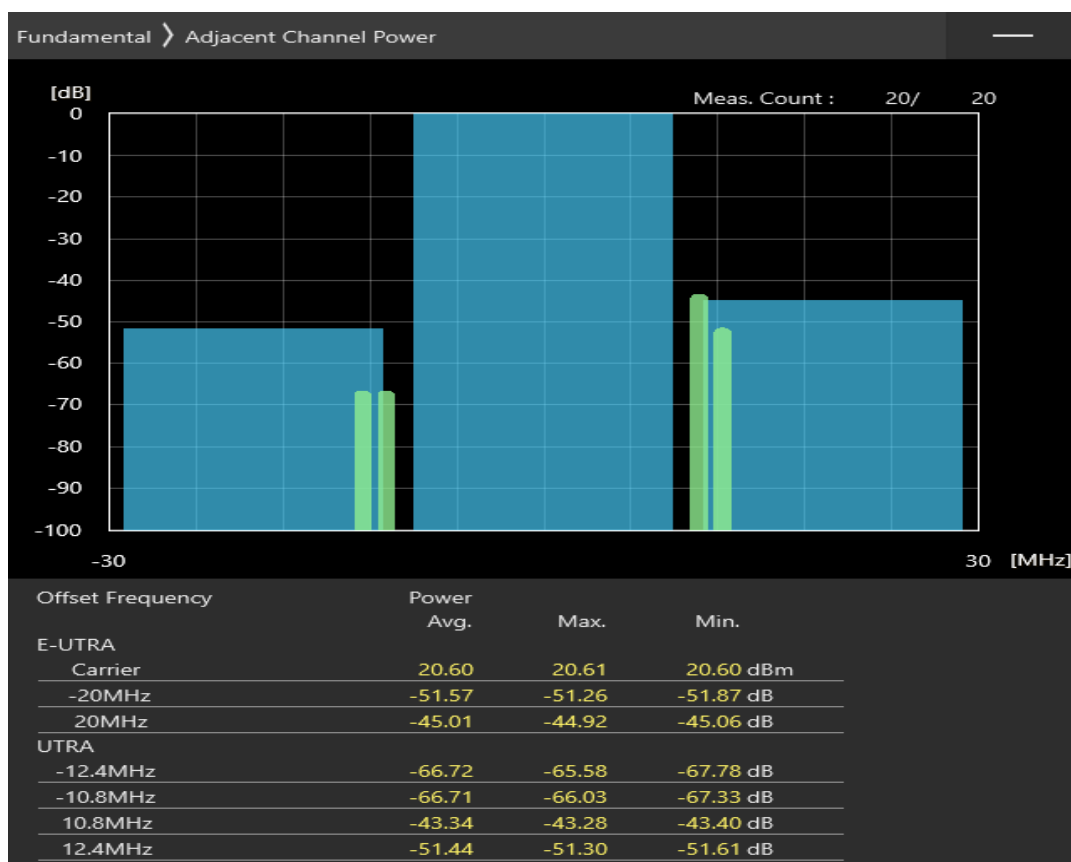 Fundamental ❯ Adjacent Channel Power
[dB]
Meas. Count : 20/ 20
0
-10
-20
-30
-40
-50
-60
-70
-80
-90
-100
-30 30 [MHz]
Offset Frequency Power
Avg. Max. Min.
E-UTRA
Carrier 20.60 20.61 20.60 dBm
-20MHz -51.57 -51.26 -51.87 dB
20MHz -45.01 -44.92 -45.06 dB
UTRA
-12.4MHz -66.72 -65.58 -67.78 dB
-10.8MHz -66.71 -66.03 -67.33 dB
10.8MHz -43.34 -43.28 -43.40 dB
12.4MHz -51.44 -51.30 -51.61 dB